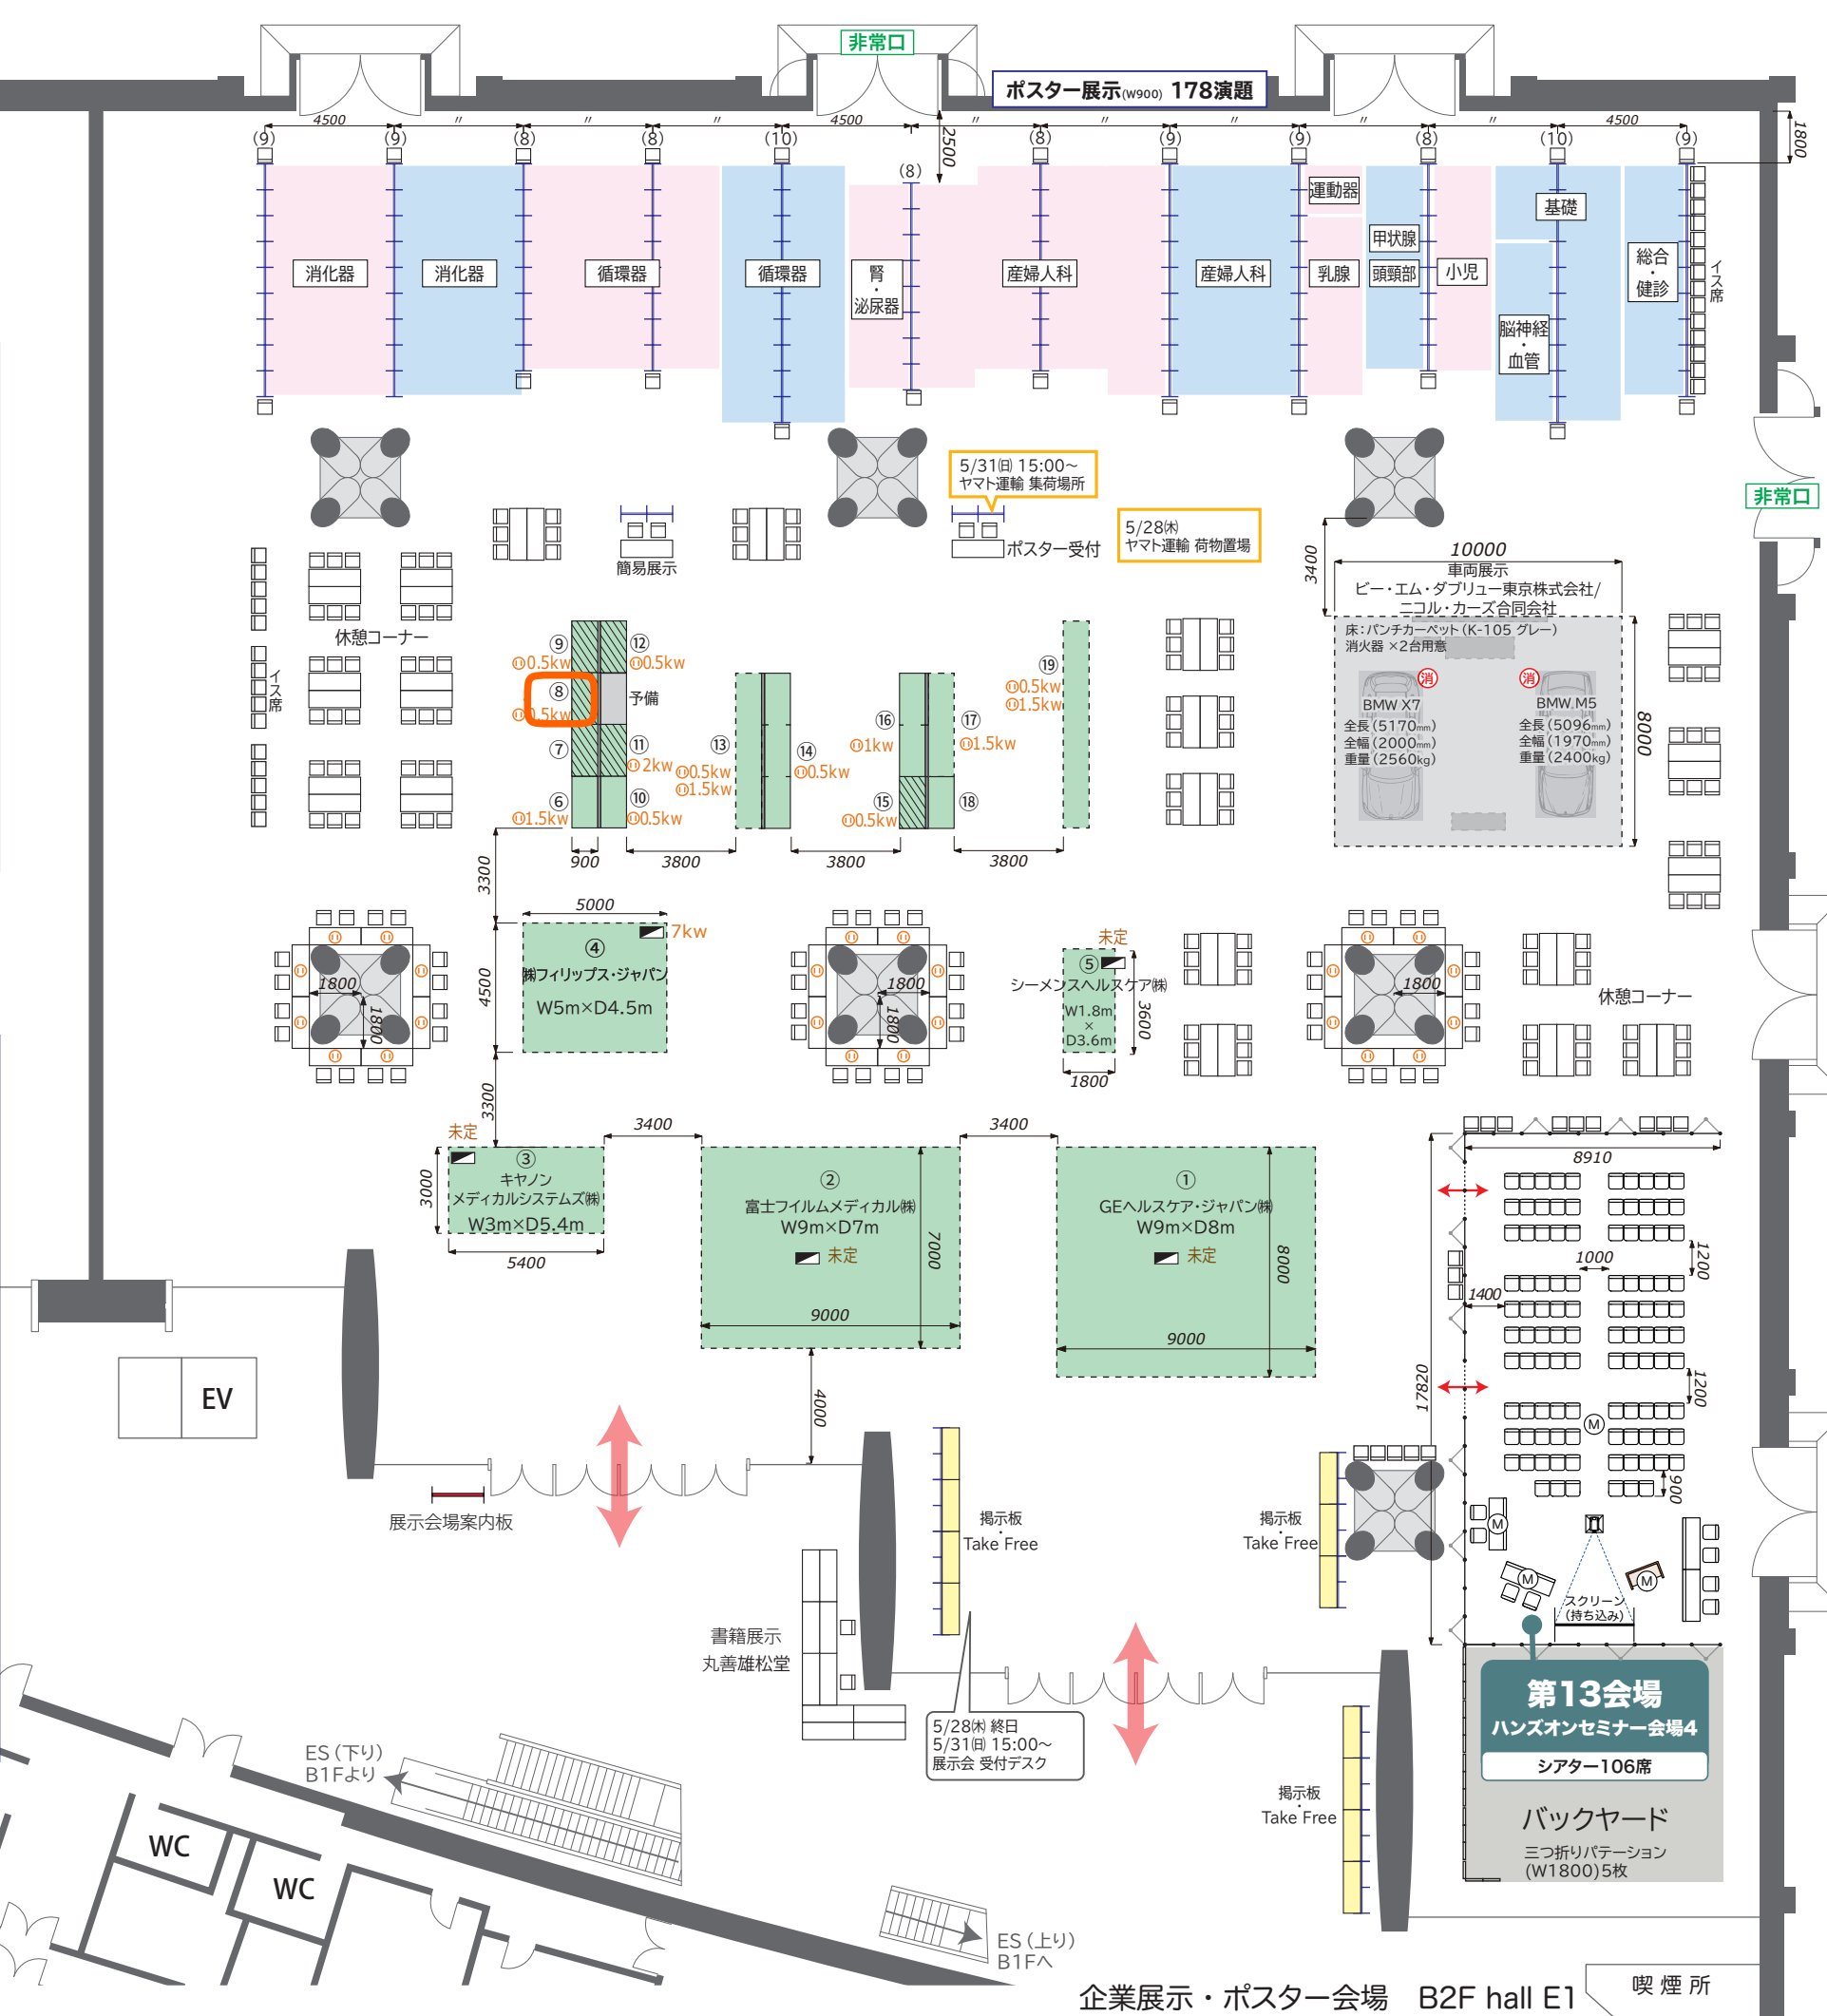 非常口
ポスター展示(W900) 178演題
4500
〃
〃
〃
4500
〃
〃
〃
〃
〃
4500
1800
2500
(9)
(9)
(8)
(8)
(10)
(8)
(8)
(9)
(9)
(8)
(10)
(9)
消化器
消化器
循環器
循環器
腎・泌尿器
産婦人科
産婦人科
運動器
乳腺
甲状腺
頭頸部
小児
基礎
脳神経・血管
総合・健診
イス席
非常口
5/31㈰ 15:00～
ヤマト運輸 集荷場所
5/28㈭
ヤマト運輸 荷物置場
簡易展示
ポスター受付
3400
10000
車両展示
ビー・エム・ダブリュー東京株式会社/
ニコル・カーズ合同会社
床：パンチカーペット(K-105 グレー)
消火器 ×2台用意
消
消
BMW X7
全長(5170mm)
全幅(2000mm)
重量(2560kg)
BMW M5
全長(5096mm)
全幅(1970mm)
重量(2400kg)
8000
休憩コーナー
イス席
⑨
0.5kw
⑫
0.5kw
⑧
0.5kw
予備
⑦
⑪
2kw
⑥
1.5kw
⑩
0.5kw
⑬
0.5kw
1.5kw
⑭
0.5kw
⑯
1kw
⑰
1.5kw
⑮
0.5kw
⑱
⑲
0.5kw
1.5kw
900
3800
3800
3800
3300
5000
4500
④
7kw
㈱フィリップス・ジャパン
W5m×D4.5m
1800
1800
1800
1800
1800
未定
⑤
シーメンスヘルスケア㈱
W1.8m
×
D3.6m
3600
1800
休憩コーナー
3300
3400
3400
未定
③
キヤノン
メディカルシステムズ㈱
W3m×D5.4m
3000
5400
②
富士フイルムメディカル㈱
W9m×D7m
未定
7000
9000
①
GEヘルスケア・ジャパン㈱
W9m×D8m
未定
8000
9000
4000
8910
1000
1200
1400
1200
17820
900
M
M
M
M
スクリーン
(持ち込み)
EV
展示会場案内板
掲示板
・
Take Free
掲示板
・
Take Free
書籍展示
丸善雄松堂
5/28㈭ 終日
5/31㈰ 15:00～
展示会 受付デスク
掲示板
・
Take Free
第13会場
ハンズオンセミナー会場4
シアター106席
バックヤード
三つ折りパテーション
(W1800)5枚
ES(下り)
B1Fより
WC
WC
ES(上り)
B1Fへ
企業展示・ポスター会場 B2F hall E1
喫煙所